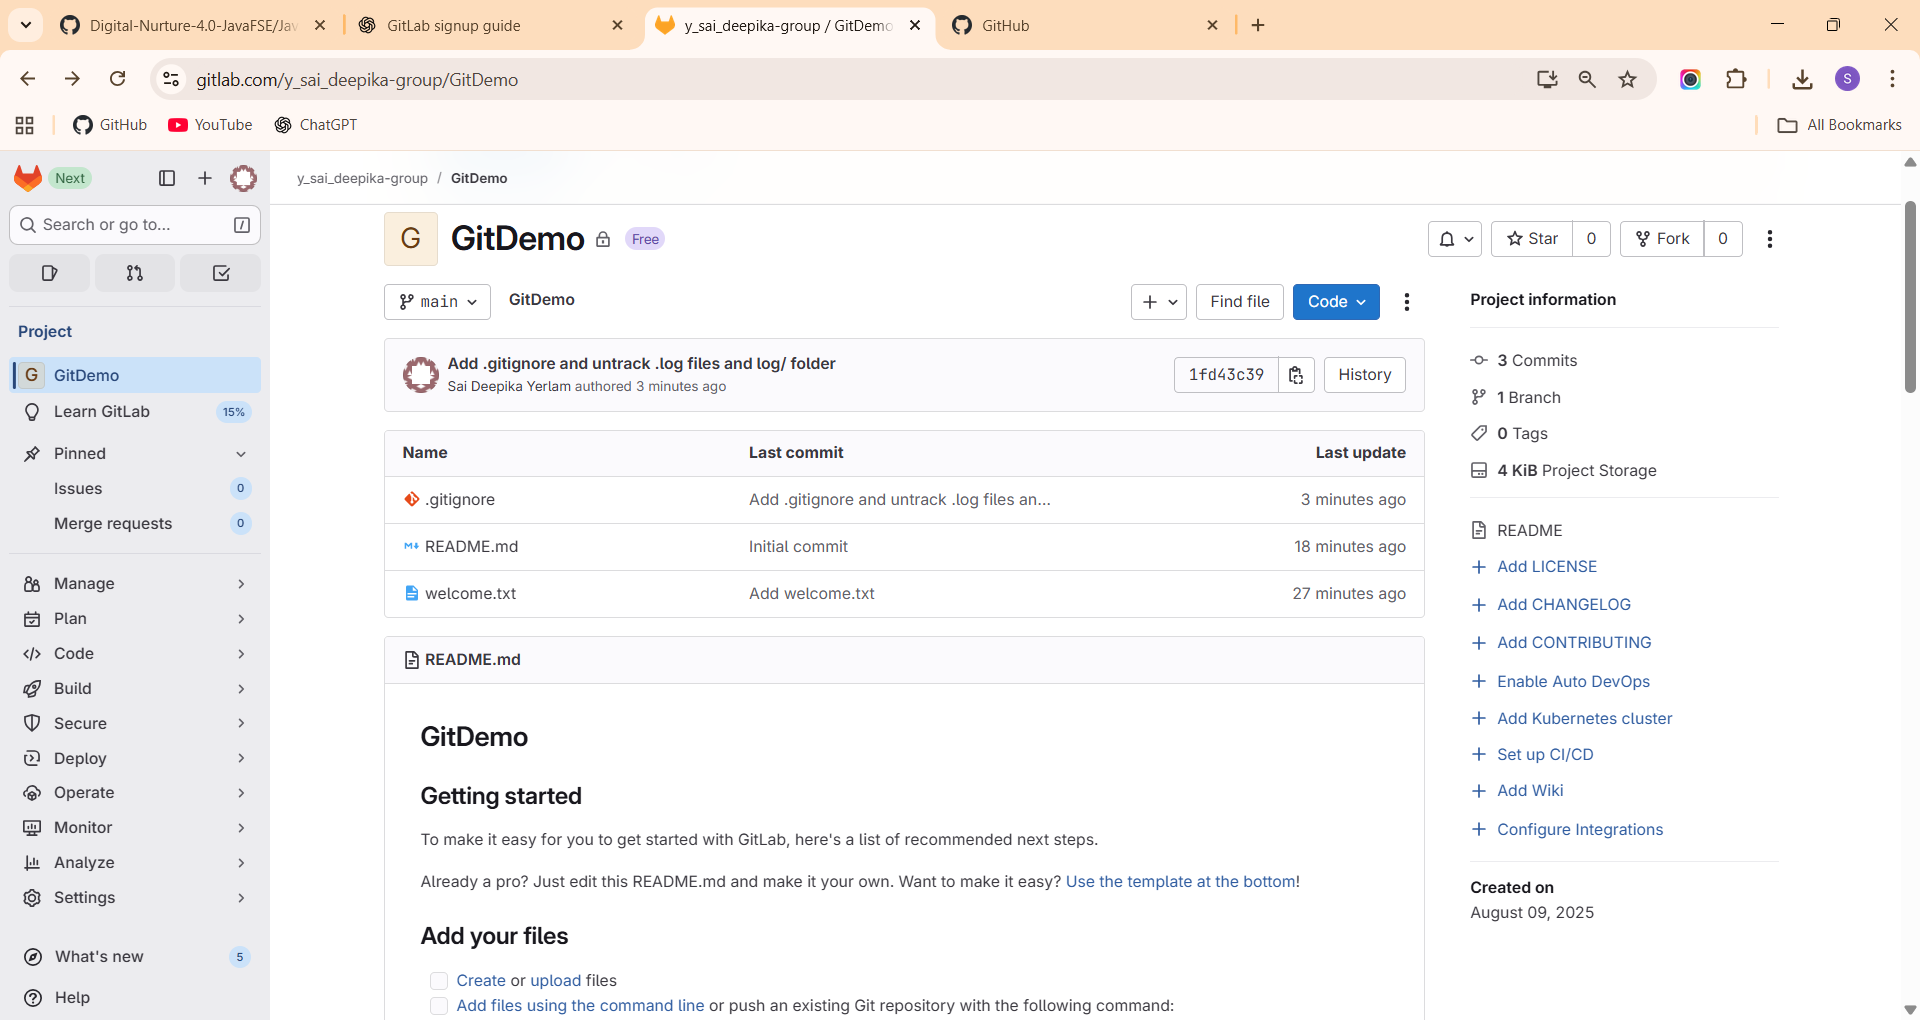 Digital-Nurture-4.0-JavaFSE/Jav
GitLab signup guide
y_sai_deepika-group / GitDemo
GitHub
gitlab.com/y_sai_deepika-group/GitDemo
S
GitHub
YouTube
ChatGPT
All Bookmarks
Next
y_sai_deepika-group / GitDemo
Search or go to...
/
G
GitDemo
Free
Star
0
Fork
0
main
GitDemo
Find file
Code
Project information
Project
Add .gitignore and untrack .log files and log/ folder
Sai Deepika Yerlam authored 3 minutes ago
1fd43c39
History
3 Commits
1 Branch
0 Tags
4 KiB Project Storage
G
GitDemo
Learn GitLab
15%
Pinned
Issues
0
Merge requests
0
Name
Last commit
Last update
.gitignore
Add .gitignore and untrack .log files an...
3 minutes ago
README.md
Initial commit
18 minutes ago
welcome.txt
Add welcome.txt
27 minutes ago
README
Add LICENSE
Add CHANGELOG
Add CONTRIBUTING
Enable Auto DevOps
Add Kubernetes cluster
Set up CI/CD
Add Wiki
Configure Integrations
Created on
August 09, 2025
Manage
Plan
Code
Build
Secure
Deploy
Operate
Monitor
Analyze
Settings
What's new
5
Help
README.md
GitDemo
Getting started
To make it easy for you to get started with GitLab, here's a list of recommended next steps.
Already a pro? Just edit this README.md and make it your own. Want to make it easy? Use the template at the bottom!
Add your files
Create or upload files
Add files using the command line or push an existing Git repository with the following command: